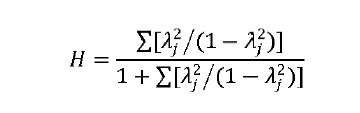 H = ∑[λ_j^2/(1 − λ_j^2)] / (1 + ∑[λ_j^2/(1 − λ_j^2)])